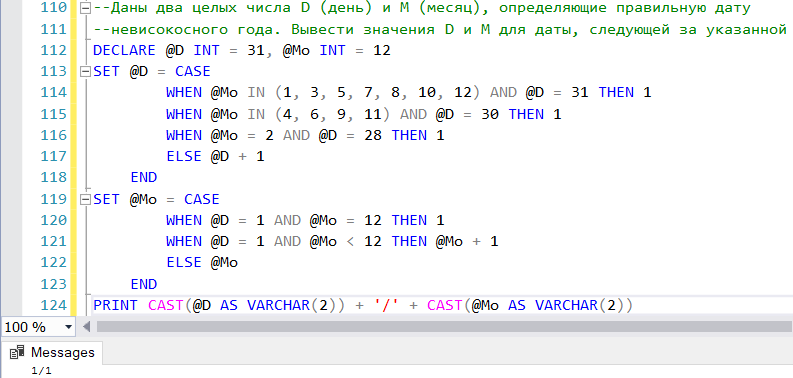 110 --Даны два целых числа D (день) и M (месяц), определяющие правильную дату
111 --невисокосного года. Вывести значения D и M для даты, следующей за указанной
112 DECLARE @D INT = 31, @Mo INT = 12
113 SET @D = CASE
114 WHEN @Mo IN (1, 3, 5, 7, 8, 10, 12) AND @D = 31 THEN 1
115 WHEN @Mo IN (4, 6, 9, 11) AND @D = 30 THEN 1
116 WHEN @Mo = 2 AND @D = 28 THEN 1
117 ELSE @D + 1
118 END
119 SET @Mo = CASE
120 WHEN @D = 1 AND @Mo = 12 THEN 1
121 WHEN @D = 1 AND @Mo < 12 THEN @Mo + 1
122 ELSE @Mo
123 END
124 PRINT CAST(@D AS VARCHAR(2)) + '/' + CAST(@Mo AS VARCHAR(2))
100 %
Messages
1/1